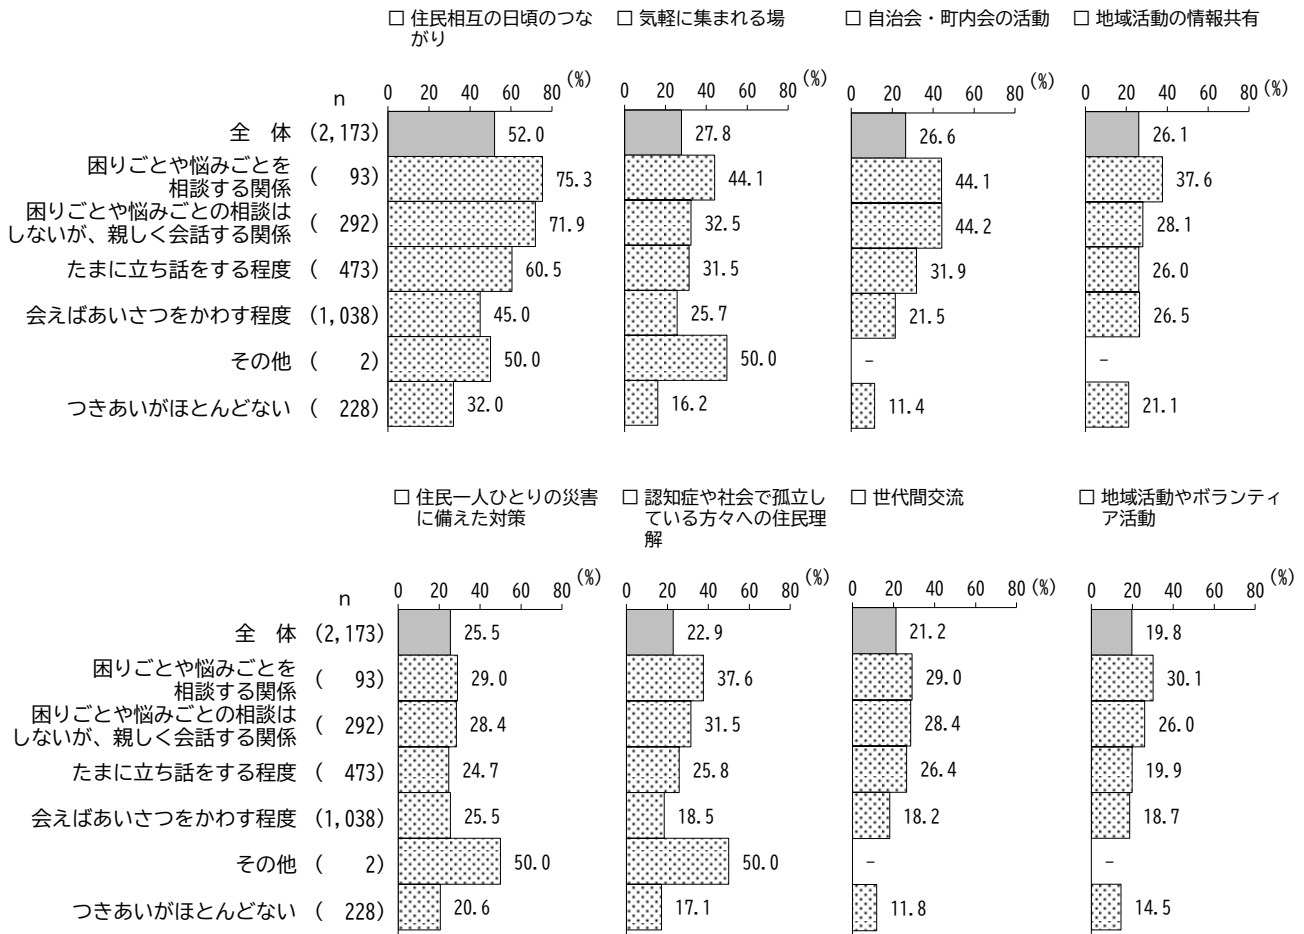 □ 住民相互の日頃のつな
がり
□ 気軽に集まれる場
□ 自治会・町内会の活動
□ 地域活動の情報共有
n
0 20 40 60 80 (%)
0 20 40 60 80 (%)
0 20 40 60 80 (%)
0 20 40 60 80 (%)
全 体 (2,173) 52.0 27.8 26.6 26.1
困りごとや悩みごとを
相談する関係 ( 93) 75.3 44.1 44.1 37.6
困りごとや悩みごとの相談は
しないが、親しく会話する関係 ( 292) 71.9 32.5 44.2 28.1
たまに立ち話をする程度 ( 473) 60.5 31.5 31.9 26.0
会えばあいさつをかわす程度 (1,038) 45.0 25.7 21.5 26.5
その他 ( 2) 50.0 50.0 - -
つきあいがほとんどない ( 228) 32.0 16.2 11.4 21.1
□ 住民一人ひとりの災害
に備えた対策
□ 認知症や社会で孤立し
ている方々への住民理
解
□ 世代間交流
□ 地域活動やボランティ
ア活動
n
0 20 40 60 80 (%)
0 20 40 60 80 (%)
0 20 40 60 80 (%)
0 20 40 60 80 (%)
全 体 (2,173) 25.5 22.9 21.2 19.8
困りごとや悩みごとを
相談する関係 ( 93) 29.0 37.6 29.0 30.1
困りごとや悩みごとの相談は
しないが、親しく会話する関係 ( 292) 28.4 31.5 28.4 26.0
たまに立ち話をする程度 ( 473) 24.7 25.8 26.4 19.9
会えばあいさつをかわす程度 (1,038) 25.5 18.5 18.2 18.7
その他 ( 2) 50.0 50.0 - -
つきあいがほとんどない ( 228) 20.6 17.1 11.8 14.5